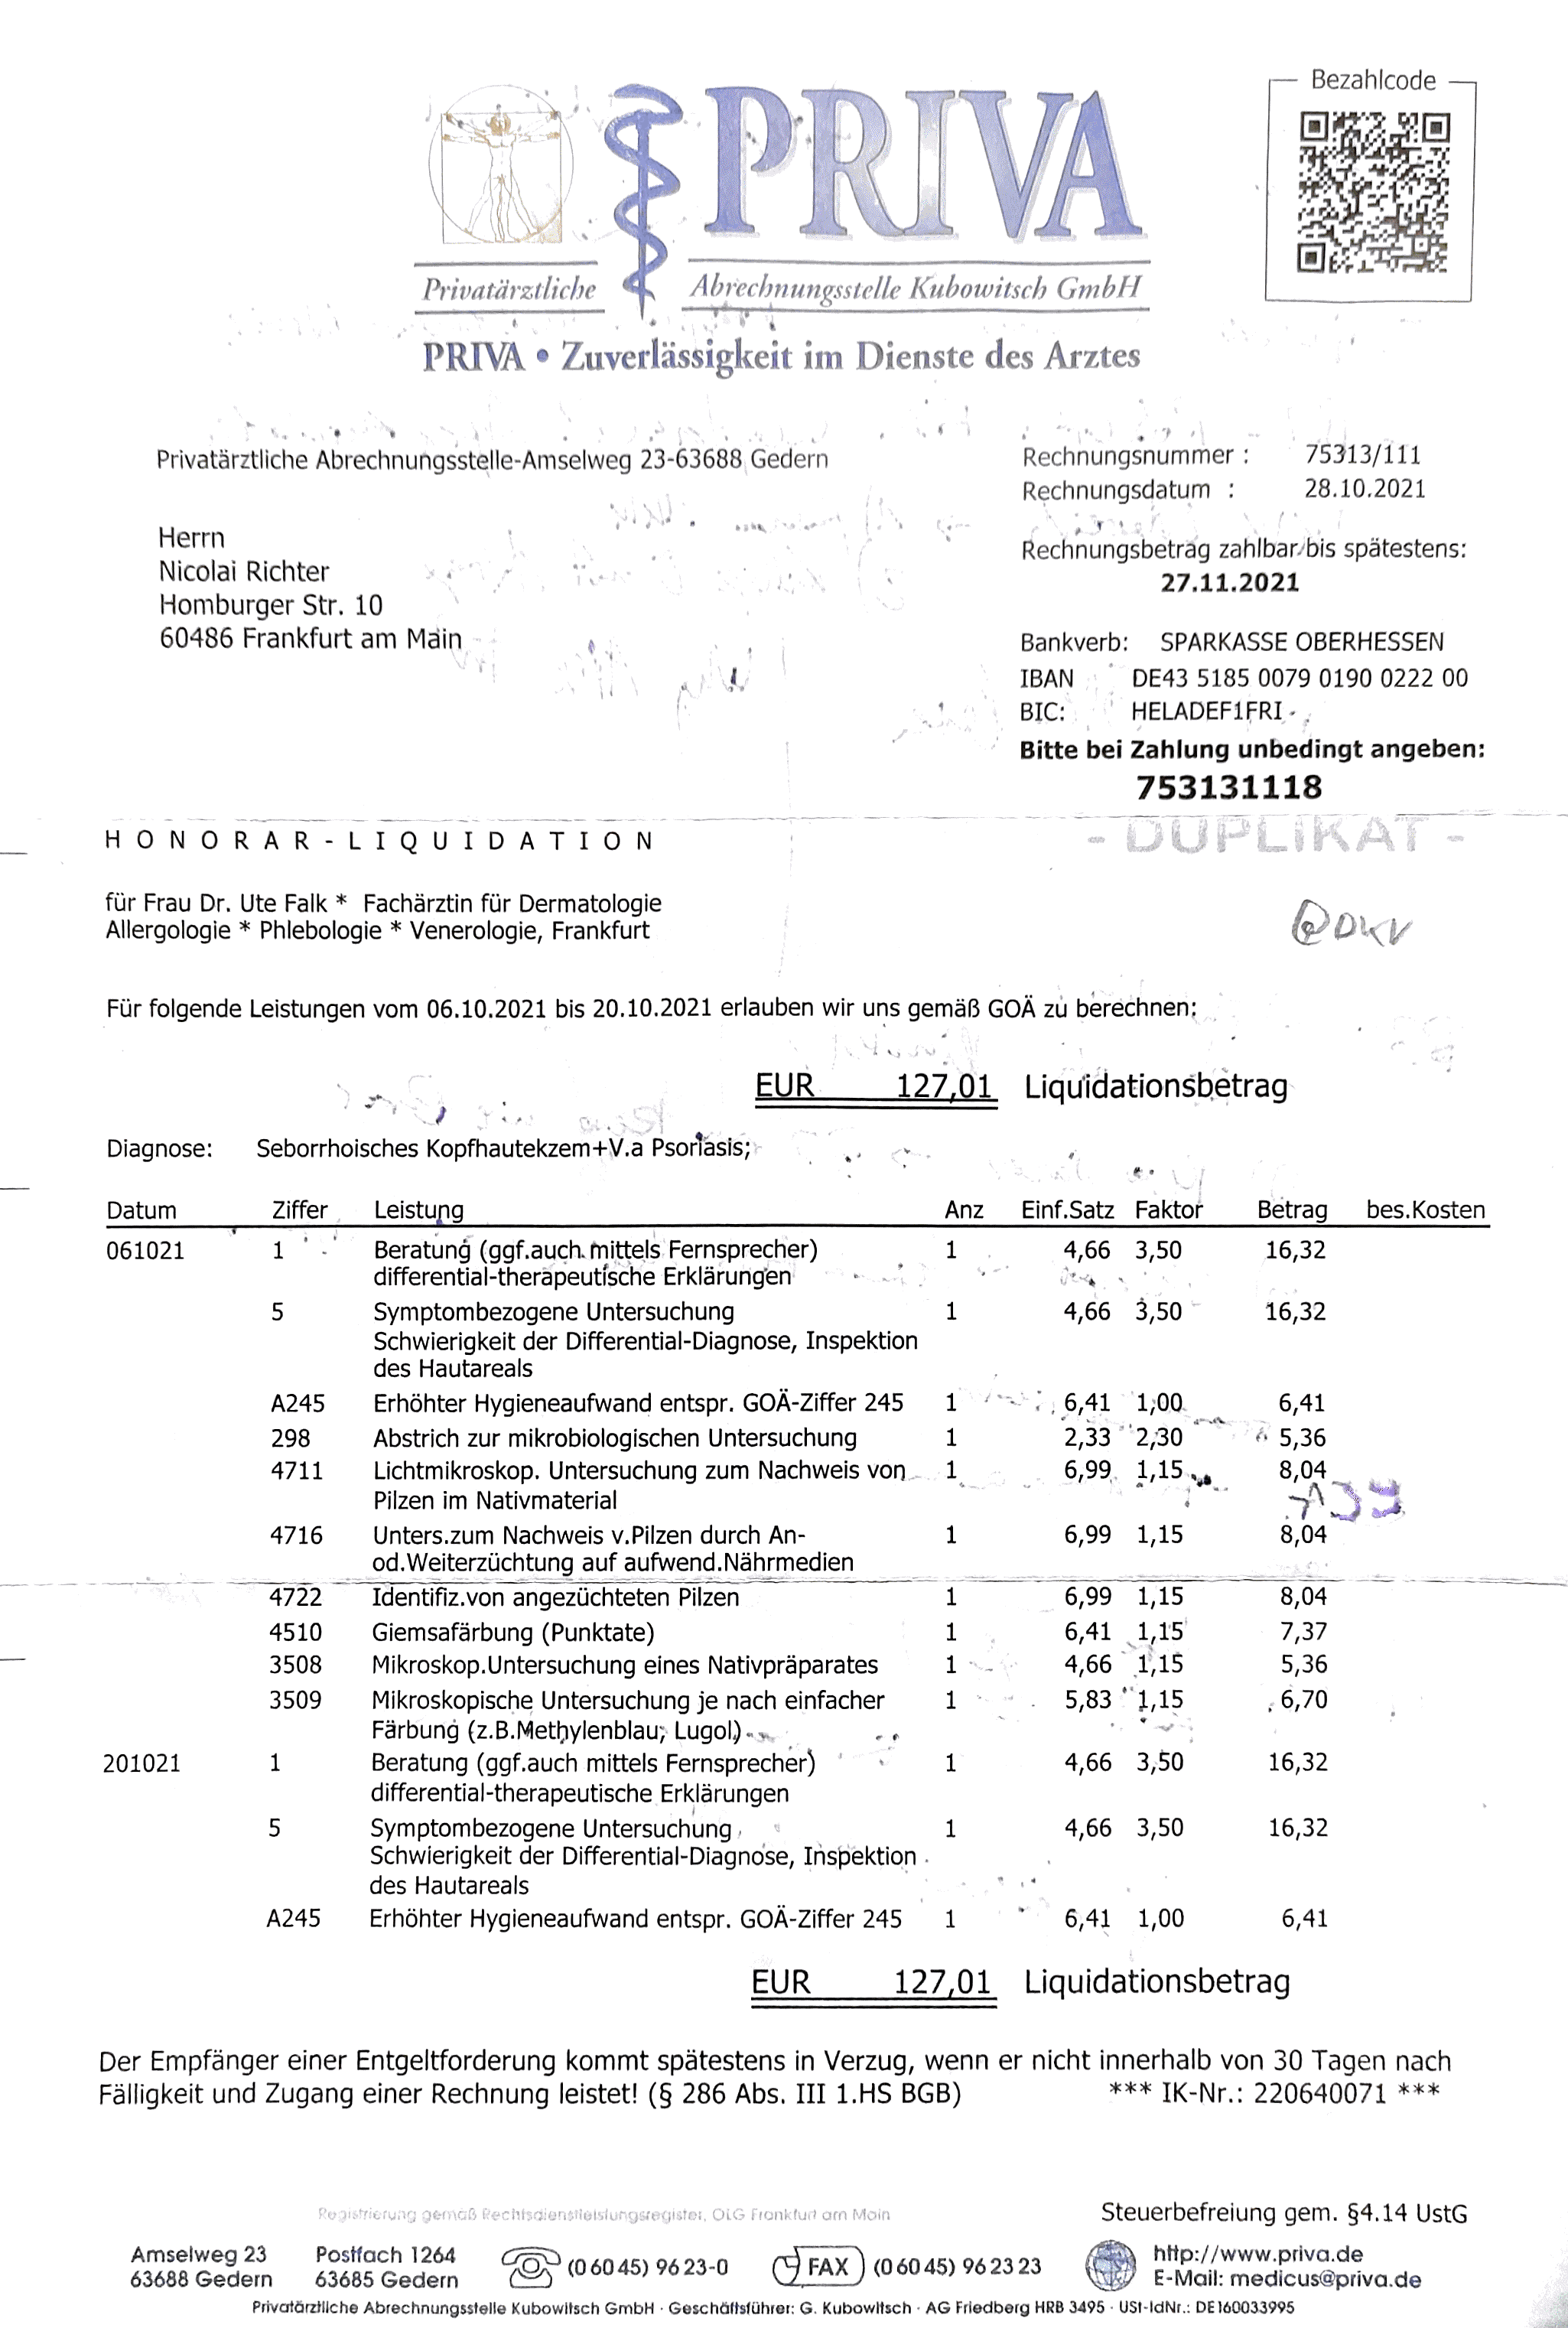 Bezahlcode
PRIVA
Privatärztliche Abrechnungsstelle Kubowitsch GmbH
PRIVA • Zuverlässigkeit im Dienste des Arztes
Privatärztliche Abrechnungsstelle-Amselweg 23-63688 Gedern
Rechnungsnummer : 75313/111
Rechnungsdatum : 28.10.2021
Herrn
Nicolai Richter
Homburger Str. 10
60486 Frankfurt am Main
Rechnungsbetrag zahlbar bis spätestens:
27.11.2021
Bankverb: SPARKASSE OBERHESSEN
IBAN DE43 5185 0079 0190 0222 00
BIC: HELADEF1FRI
Bitte bei Zahlung unbedingt angeben:
753131118
HONORAR-LIQUIDATION
- DUPLIKAT -
für Frau Dr. Ute Falk * Fachärztin für Dermatologie
Allergologie * Phlebologie * Venerologie, Frankfurt
DKV
Für folgende Leistungen vom 06.10.2021 bis 20.10.2021 erlauben wir uns gemäß GOÄ zu berechnen:
EUR 127,01 Liquidationsbetrag
Diagnose: Seborrhoisches Kopfhautekzem+V.a Psoriasis;
Datum Ziffer Leistung Anz Einf.Satz Faktor Betrag bes.Kosten
061021 1 Beratung (ggf.auch mittels Fernsprecher) 1 4,66 3,50 16,32
differential-therapeutische Erklärungen
5 Symptombezogene Untersuchung 1 4,66 3,50 16,32
Schwierigkeit der Differential-Diagnose, Inspektion
des Hautareals
A245 Erhöhter Hygieneaufwand entspr. GOÄ-Ziffer 245 1 6,41 1,00 6,41
298 Abstrich zur mikrobiologischen Untersuchung 1 2,33 2,30 5,36
4711 Lichtmikroskop. Untersuchung zum Nachweis von 1 6,99 1,15 8,04
Pilzen im Nativmaterial
4716 Unters.zum Nachweis v.Pilzen durch An- 1 6,99 1,15 8,04
od.Weiterzüchtung auf aufwend.Nährmedien
4722 Identifiz.von angezüchteten Pilzen 1 6,99 1,15 8,04
4510 Giemsafärbung (Punktate) 1 6,41 1,15 7,37
3508 Mikroskop.Untersuchung eines Nativpräparates 1 4,66 1,15 5,36
3509 Mikroskopische Untersuchung je nach einfacher 1 5,83 1,15 6,70
Färbung (z.B.Methylenblau, Lugol)
201021 1 Beratung (ggf.auch mittels Fernsprecher) 1 4,66 3,50 16,32
differential-therapeutische Erklärungen
5 Symptombezogene Untersuchung 1 4,66 3,50 16,32
Schwierigkeit der Differential-Diagnose, Inspektion
des Hautareals
A245 Erhöhter Hygieneaufwand entspr. GOÄ-Ziffer 245 1 6,41 1,00 6,41
EUR 127,01 Liquidationsbetrag
Der Empfänger einer Entgeltforderung kommt spätestens in Verzug, wenn er nicht innerhalb von 30 Tagen nach
Fälligkeit und Zugang einer Rechnung leistet! (§ 286 Abs. III 1.HS BGB) *** IK-Nr.: 220640071 ***
Registrierung gemäß Rechtsdienstleistungsregister, OLG Frankfurt am Main
Steuerbefreiung gem. §4.14 UstG
Amselweg 23 Postfach 1264 (0 60 45) 96 23-0 FAX (0 60 45) 96 23 23 http://www.priva.de
63688 Gedern 63685 Gedern E-Mail: medicus@priva.de
Privatärztliche Abrechnungsstelle Kubowitsch GmbH · Geschäftsführer: G. Kubowitsch · AG Friedberg HRB 3495 · USt-IdNr.: DE160033995